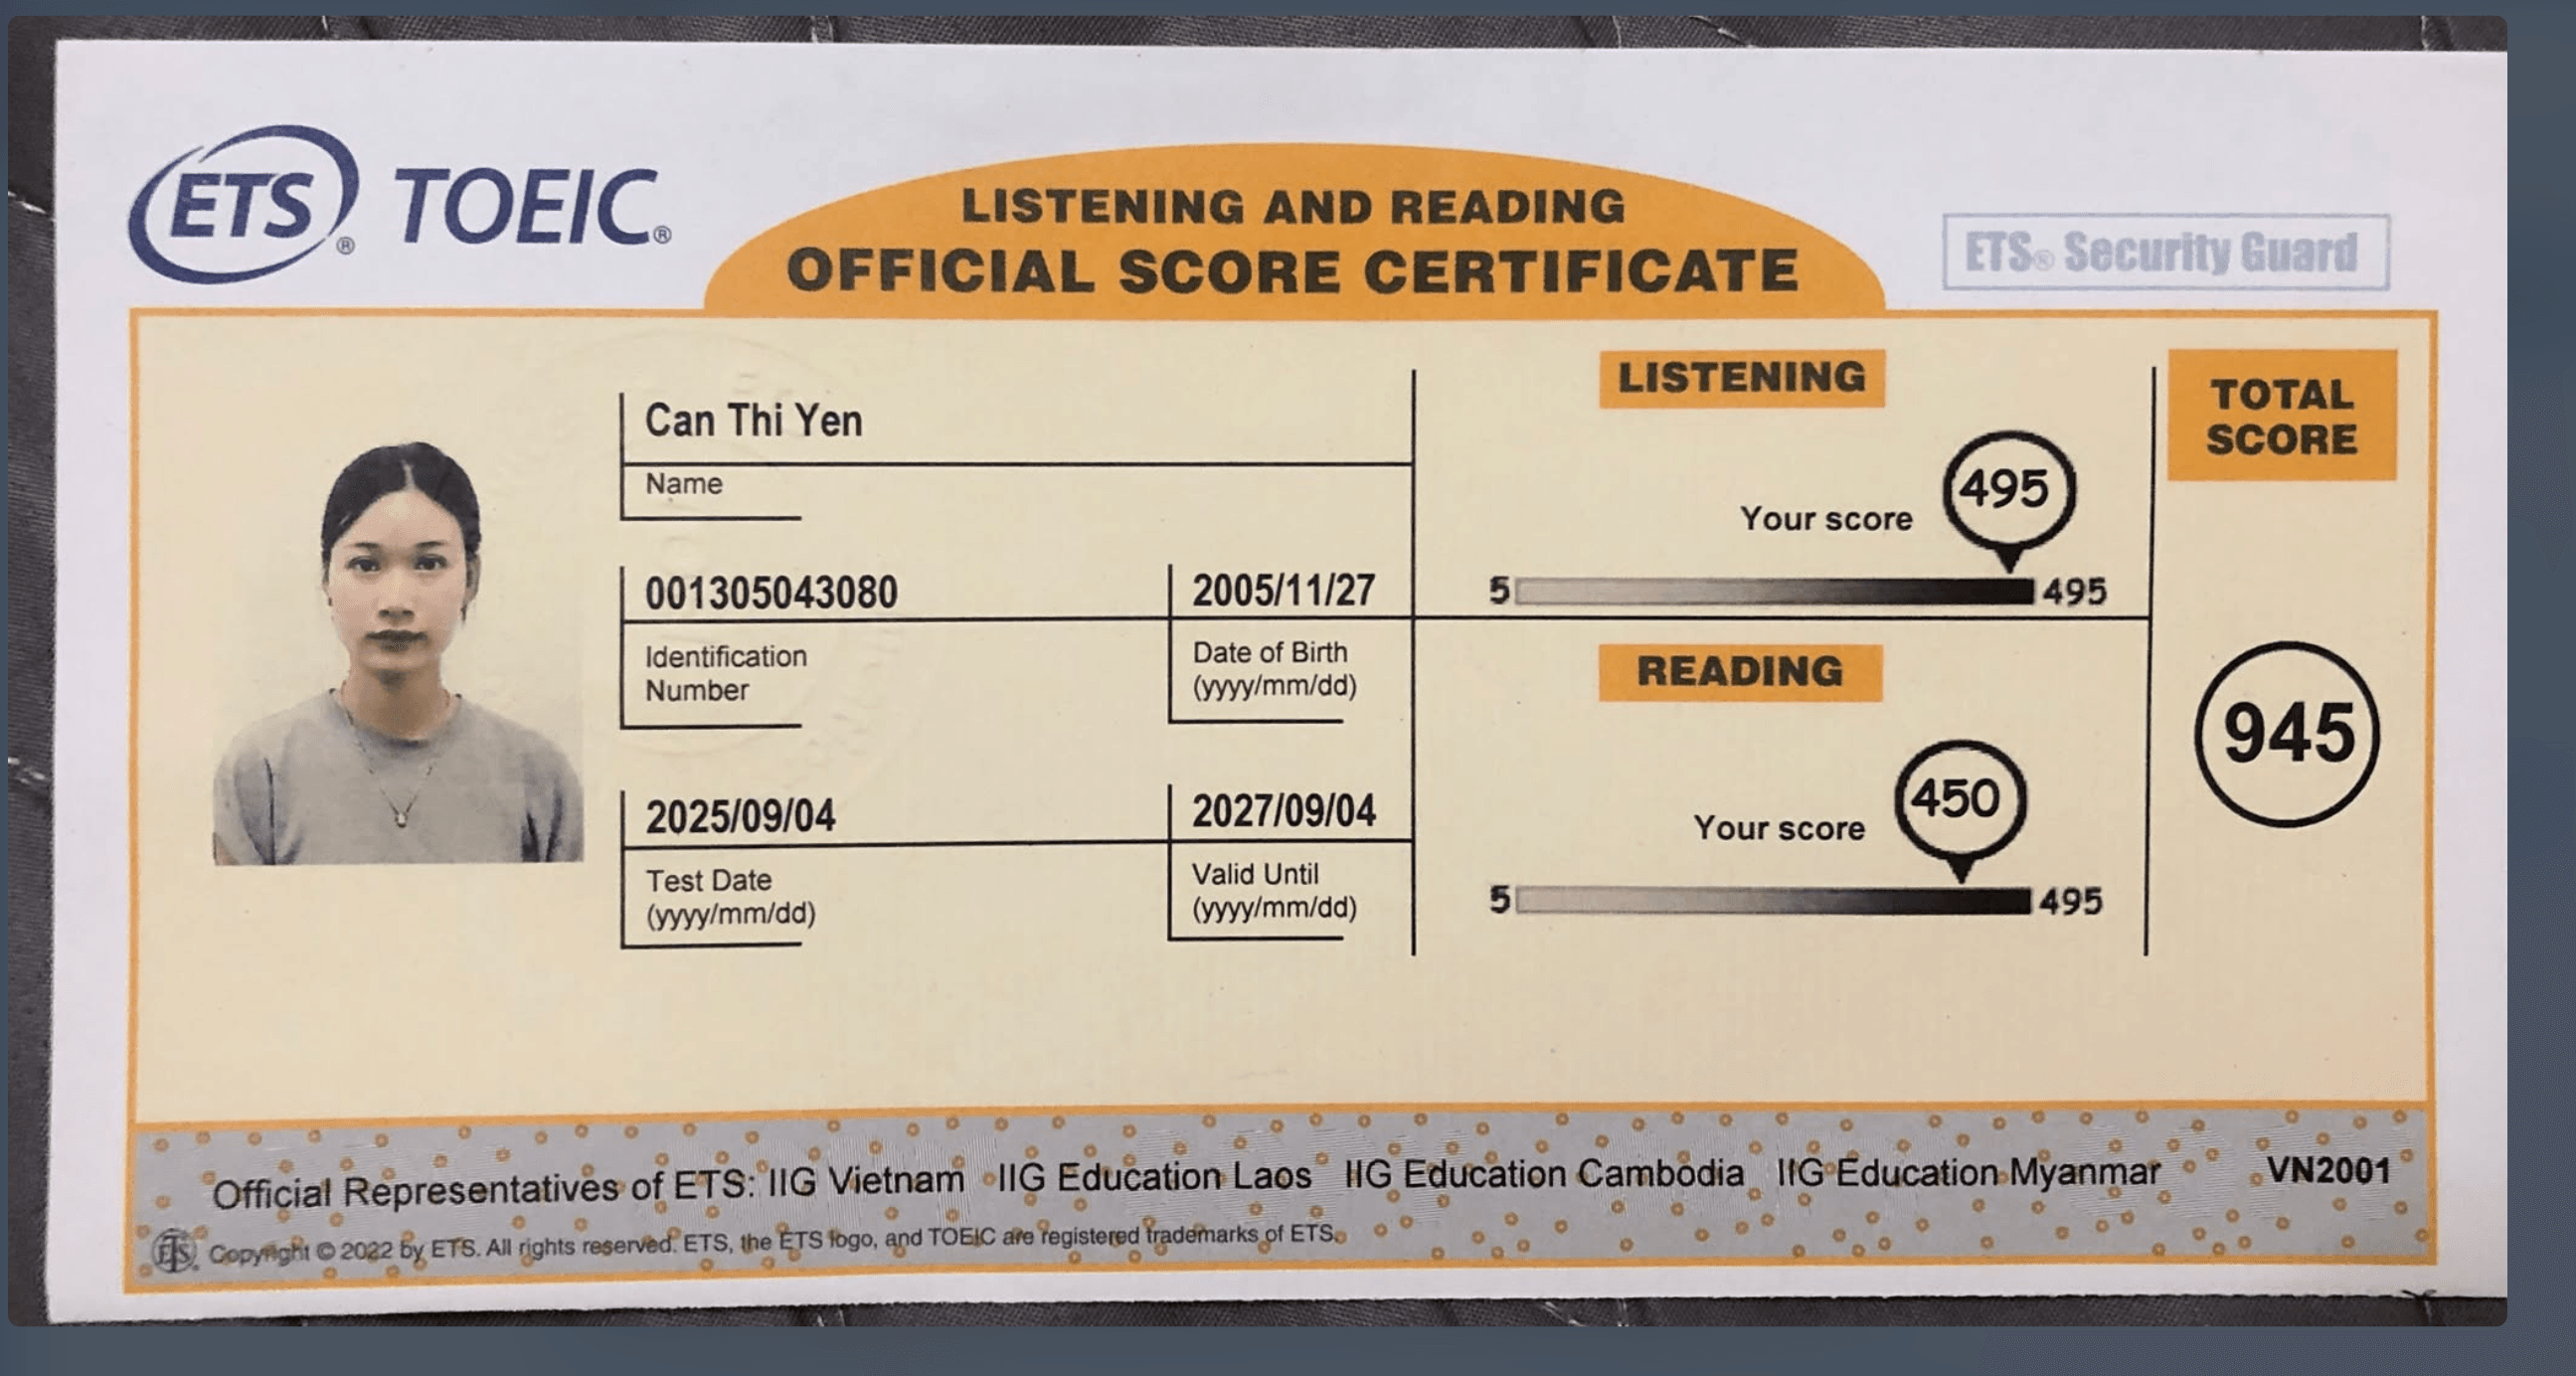 ETS® TOEIC®
LISTENING AND READING
OFFICIAL SCORE CERTIFICATE
ETS® Security Guard
Can Thi Yen
Name
001305043080
Identification
Number
2005/11/27
Date of Birth
(yyyy/mm/dd)
2025/09/04
Test Date
(yyyy/mm/dd)
2027/09/04
Valid Until
(yyyy/mm/dd)
LISTENING
Your score
495
5 495
READING
Your score
450
5 495
TOTAL
SCORE
945
Official Representatives of ETS: IIG Vietnam IIG Education Laos IIG Education Cambodia IIG Education Myanmar VN2001
ETS® Copyright © 2022 by ETS. All rights reserved. ETS, the ETS logo, and TOEIC are registered trademarks of ETS.